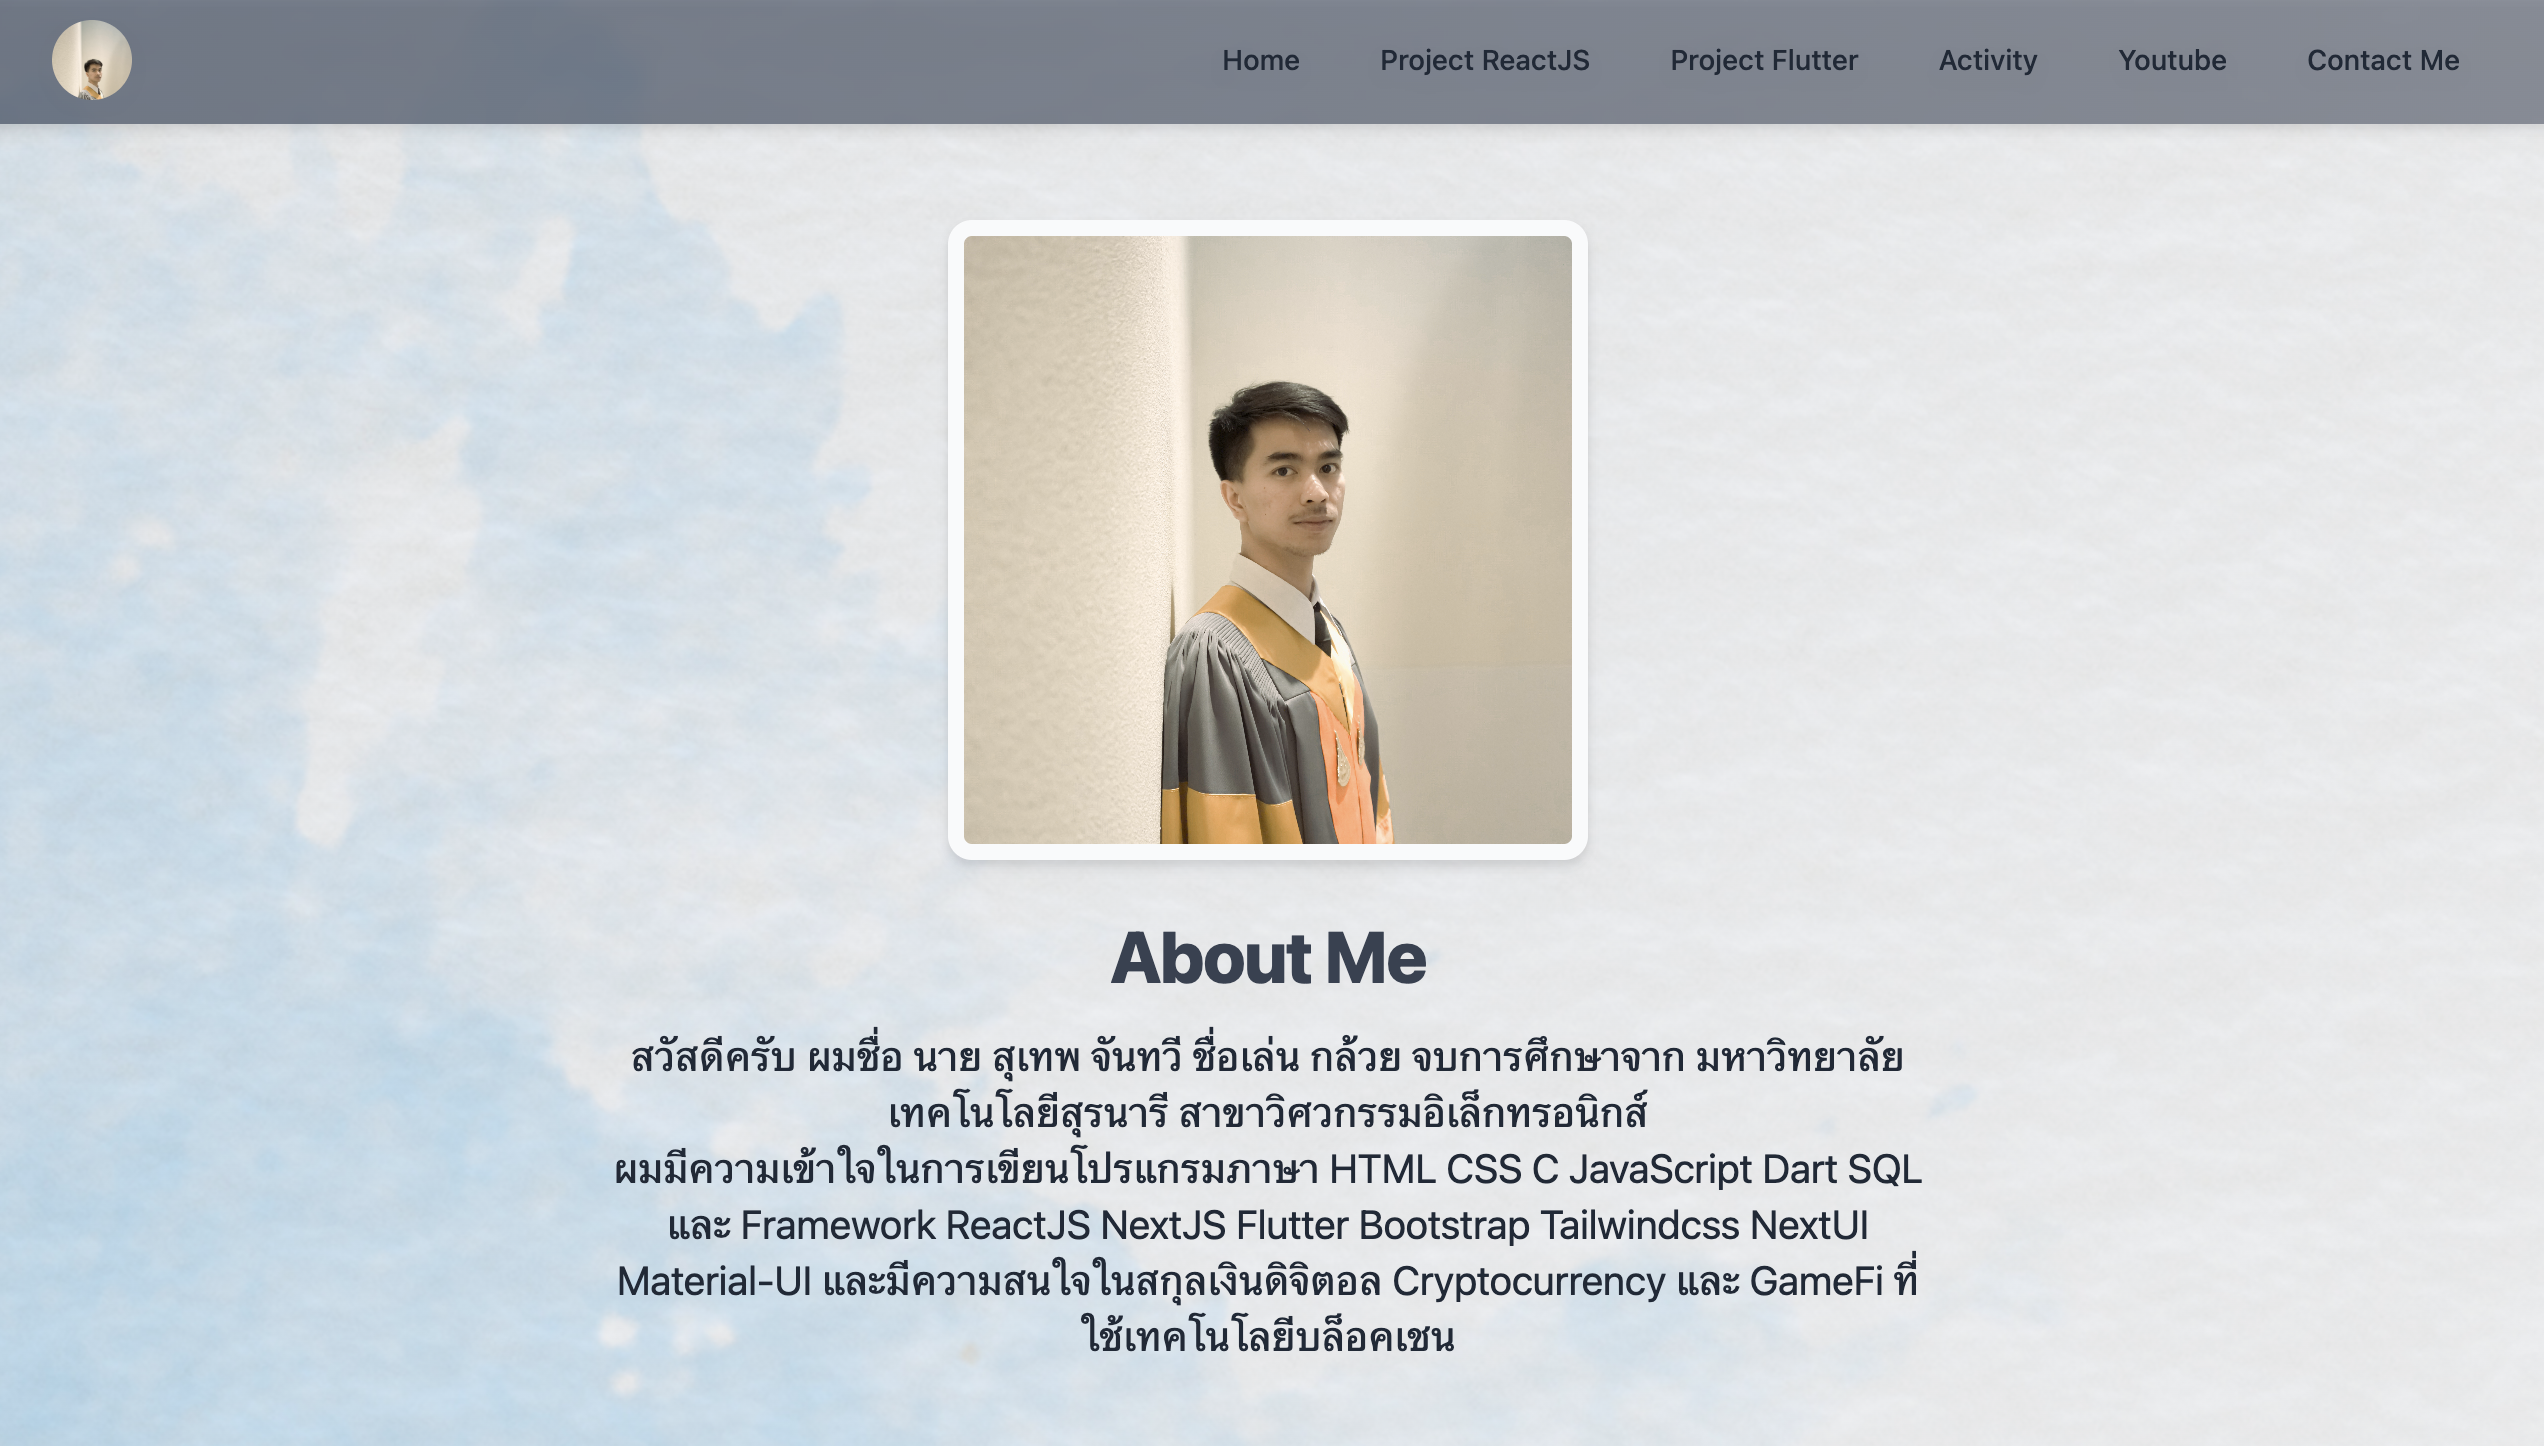 Home Project ReactJS Project Flutter Activity Youtube Contact Me
About Me
สวัสดีครับ ผมชื่อ นาย สุเทพ จันทวี ชื่อเล่น กล้วย จบการศึกษาจาก มหาวิทยาลัย
เทคโนโลยีสุรนารี สาขาวิศวกรรมอิเล็กทรอนิกส์
ผมมีความเข้าใจในการเขียนโปรแกรมภาษา HTML CSS C JavaScript Dart SQL
และ Framework ReactJS NextJS Flutter Bootstrap Tailwindcss NextUI
Material-UI และมีความสนใจในสกุลเงินดิจิตอล Cryptocurrency และ GameFi ที่
ใช้เทคโนโลยีบล็อคเชน